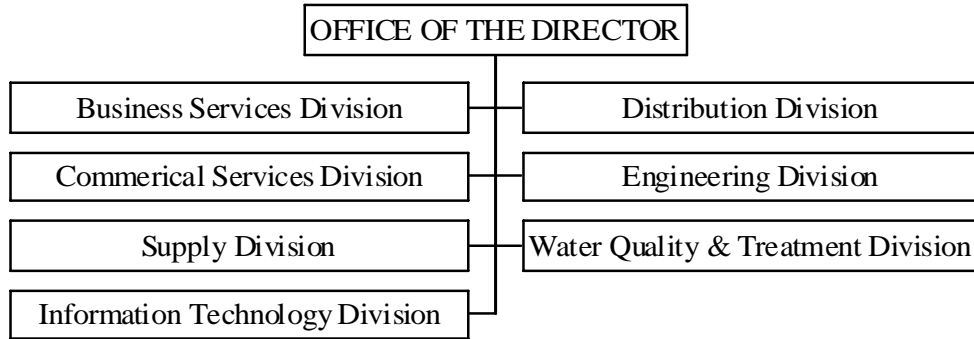 OFFICE OF THE DIRECTOR
Business Services Division
Distribution Division
Commerical Services Division
Engineering Division
Supply Division
Water Quality & Treatment Division
Information Technology Division